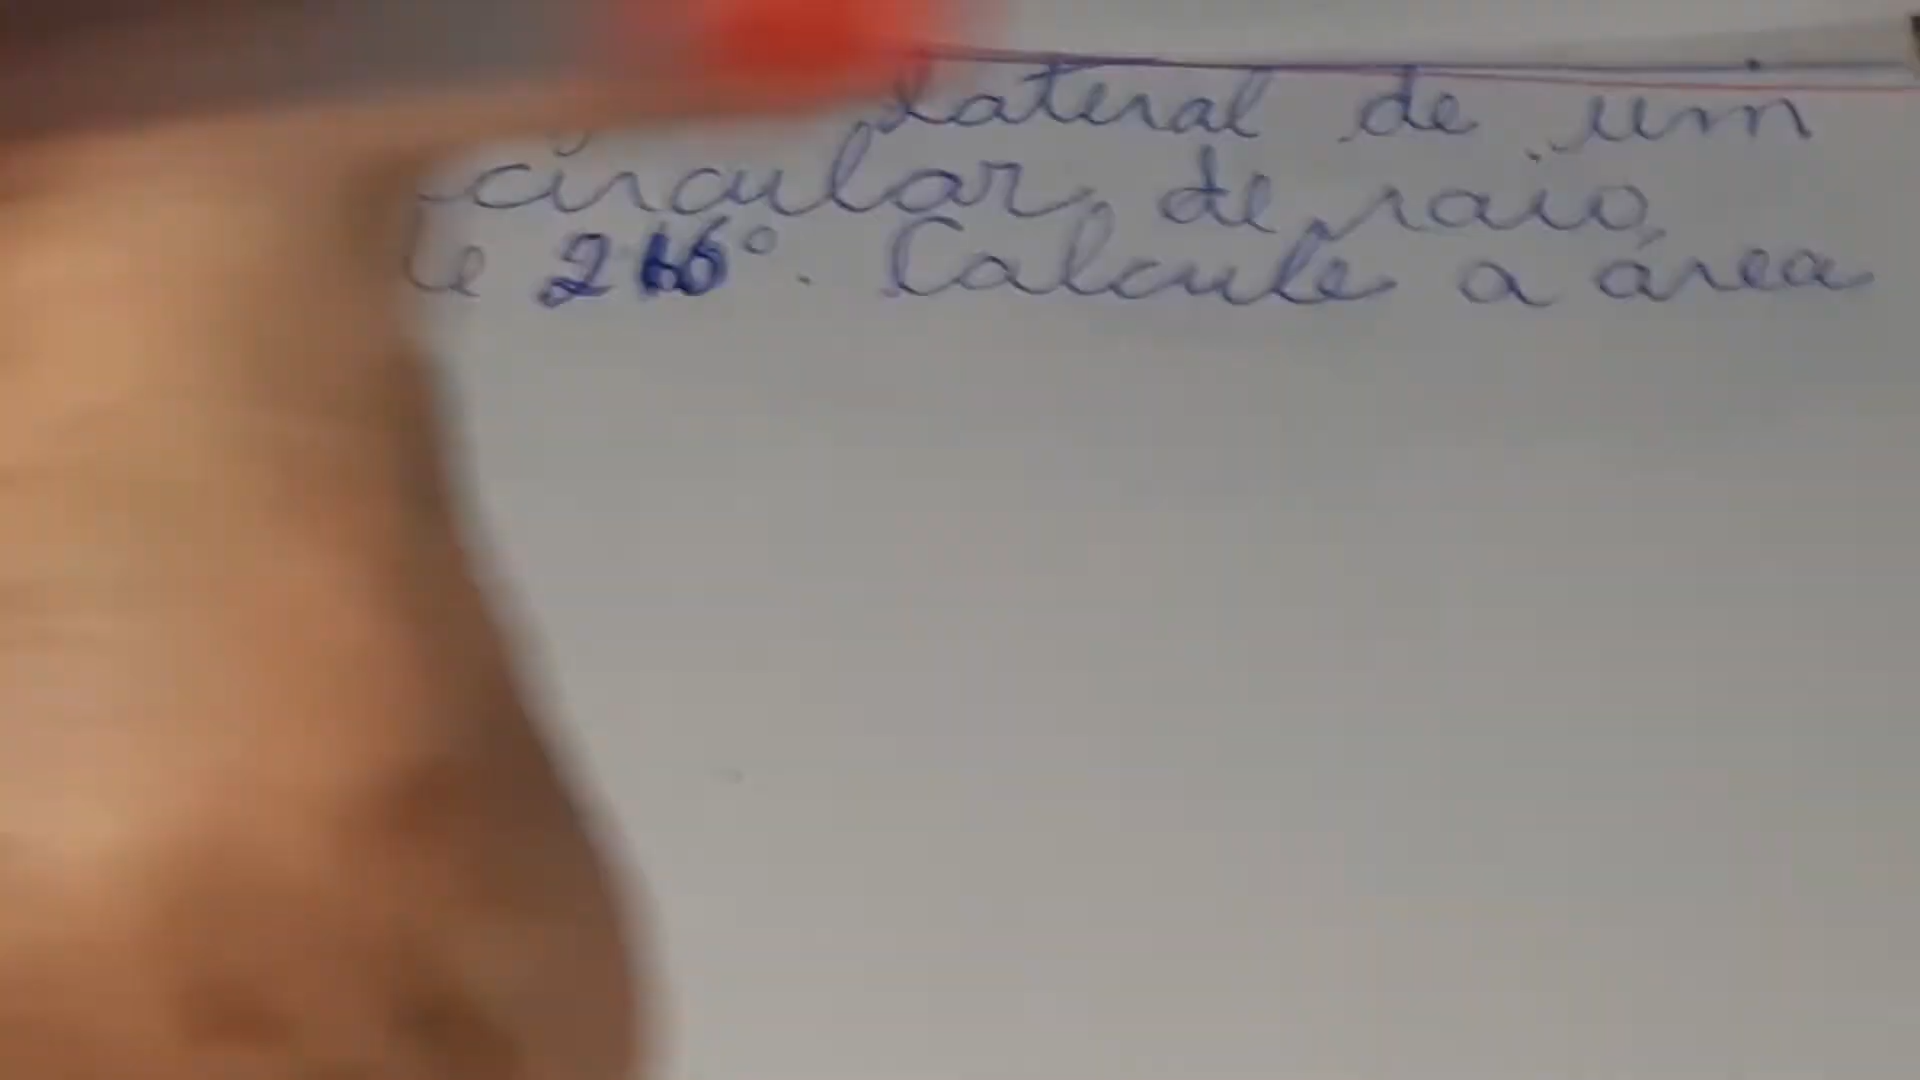 lateral de um
circular de raio
216°. Calcule a área